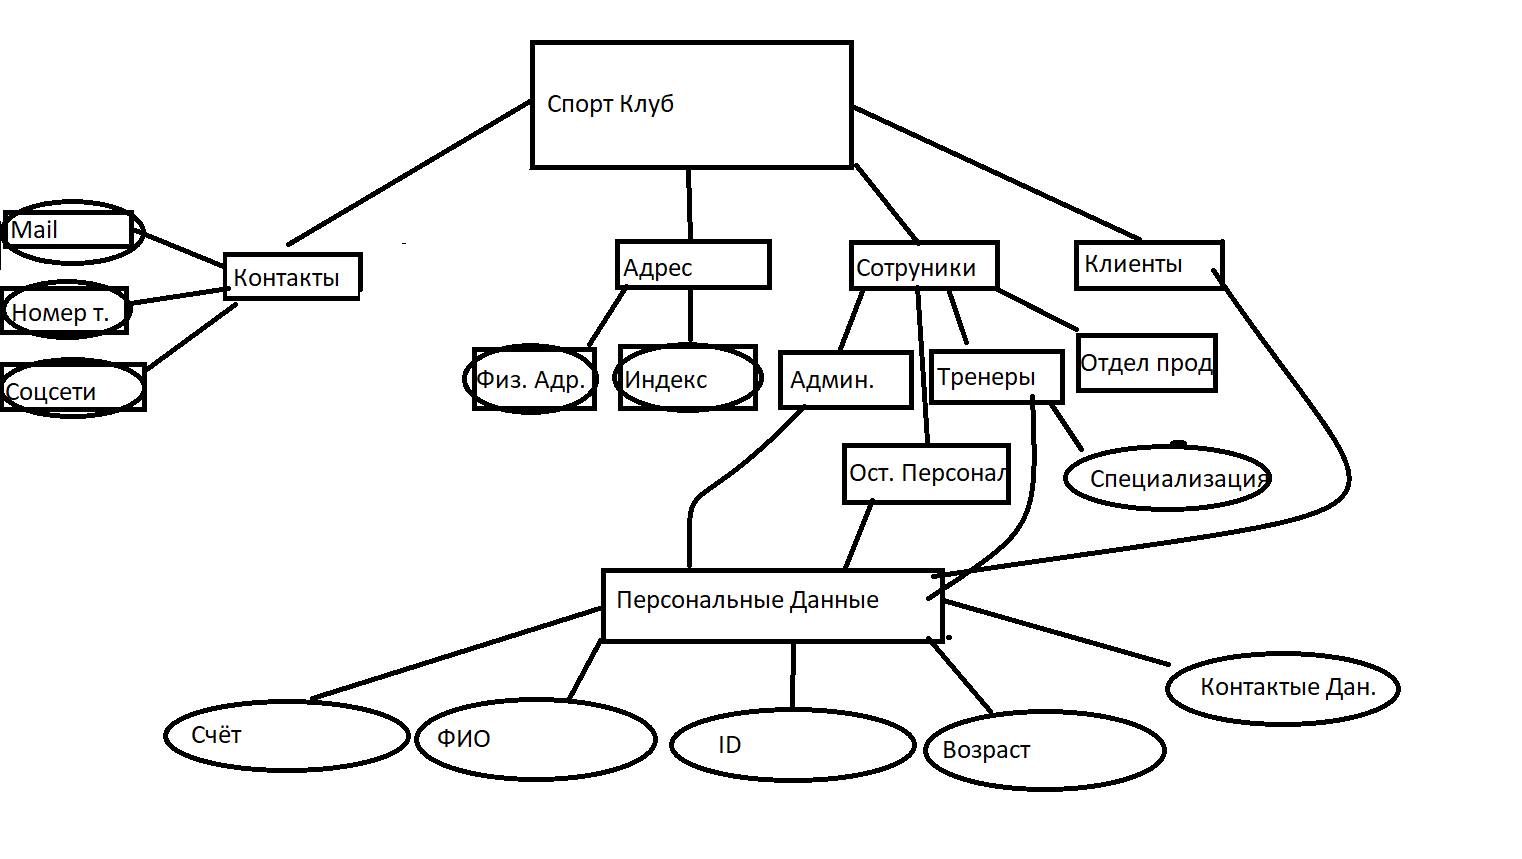 Спорт Клуб
Mail
Контакты
Адрес
Сотруники
Клиенты
Номер т.
Соцсети
Физ. Адр.
Индекс
Админ.
Тренеры
Отдел прод
Ост. Персонал
Специализация
Персональные Данные
Счёт
ФИО
ID
Возраст
Контактые Дан.